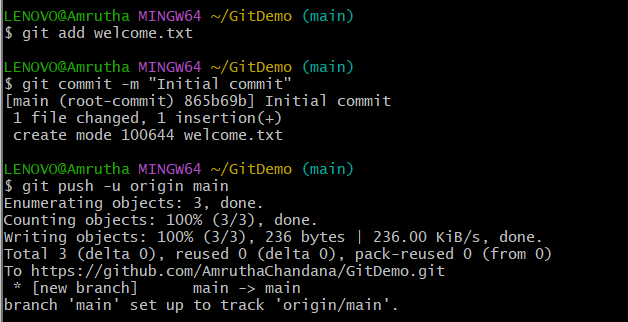 LENOVO@Amrutha MINGW64 ~/GitDemo (main)
$ git add welcome.txt
LENOVO@Amrutha MINGW64 ~/GitDemo (main)
$ git commit -m "Initial commit"
[main (root-commit) 865b69b] Initial commit
 1 file changed, 1 insertion(+)
 create mode 100644 welcome.txt
LENOVO@Amrutha MINGW64 ~/GitDemo (main)
$ git push -u origin main
Enumerating objects: 3, done.
Counting objects: 100% (3/3), done.
Writing objects: 100% (3/3), 236 bytes | 236.00 KiB/s, done.
Total 3 (delta 0), reused 0 (delta 0), pack-reused 0 (from 0)
To https://github.com/AmruthaChandana/GitDemo.git
 * [new branch]      main -> main
branch 'main' set up to track 'origin/main'.